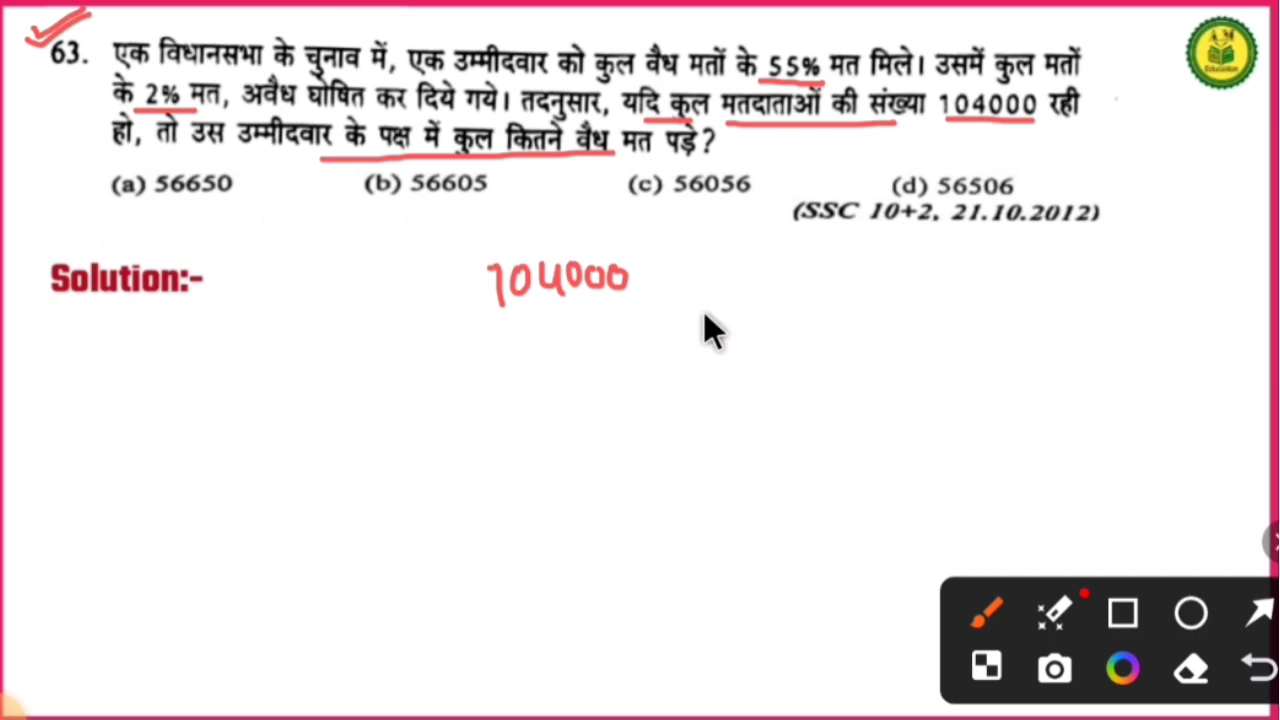 63. एक विधानसभा के चुनाव में, एक उम्मीदवार को कुल वैध मतों के 55% मत मिले। उसमें कुल मतों
के 2% मत, अवैध घोषित कर दिये गये। तदनुसार, यदि कुल मतदाताओं की संख्या 104000 रही
हो, तो उस उम्मीदवार के पक्ष में कुल कितने वैध मत पड़े?
(a) 56650 (b) 56605 (c) 56056 (d) 56506
(SSC 10+2, 21.10.2012)
Solution:-
104000